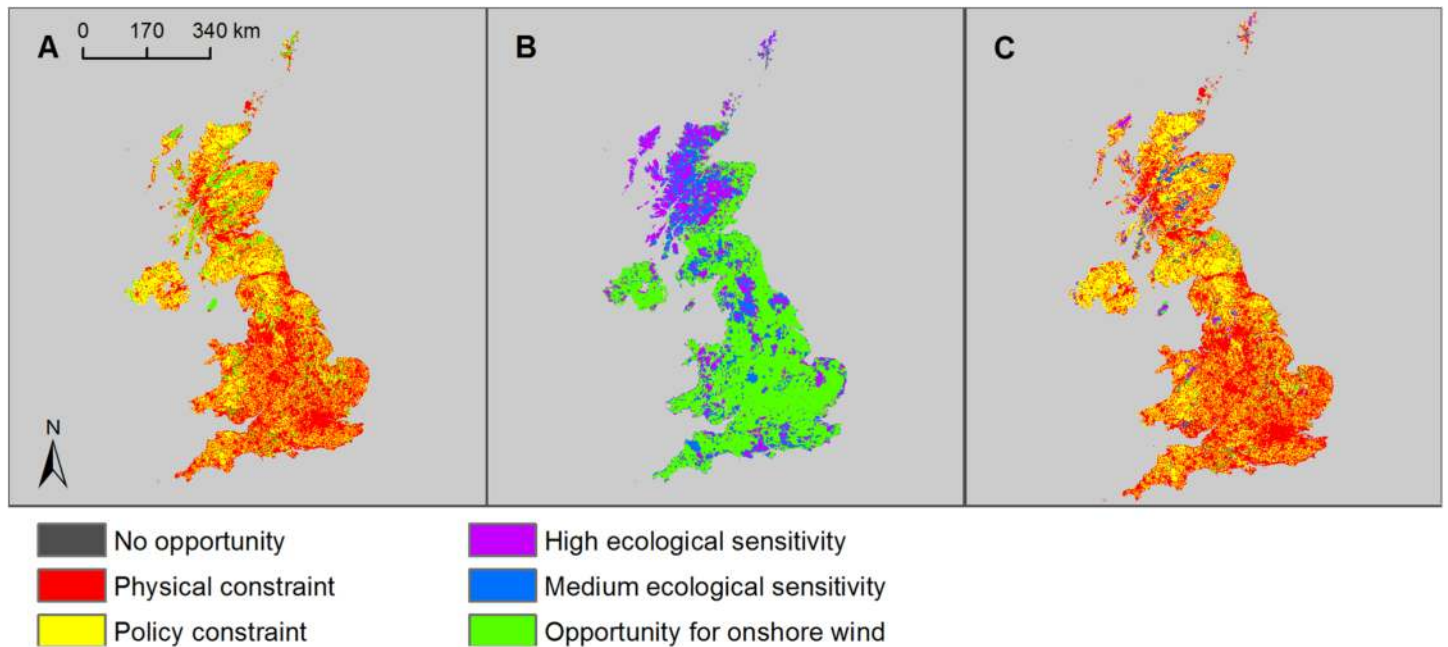 A
0 170 340 km
B
C
N
No opportunity
Physical constraint
Policy constraint
High ecological sensitivity
Medium ecological sensitivity
Opportunity for onshore wind